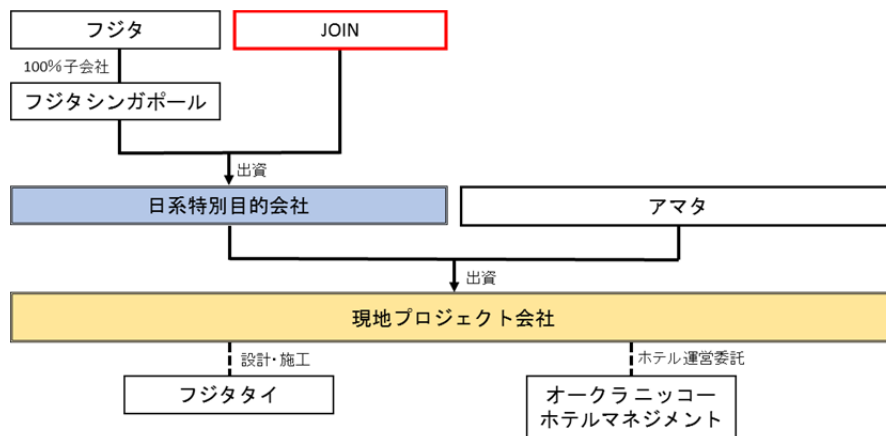 フジタ
JOIN
100%子会社
フジタシンガポール
出資
日系特別目的会社
アマタ
出資
現地プロジェクト会社
設計・施工
ホテル運営委託
フジタタイ
オークラ ニッコー
ホテルマネジメント